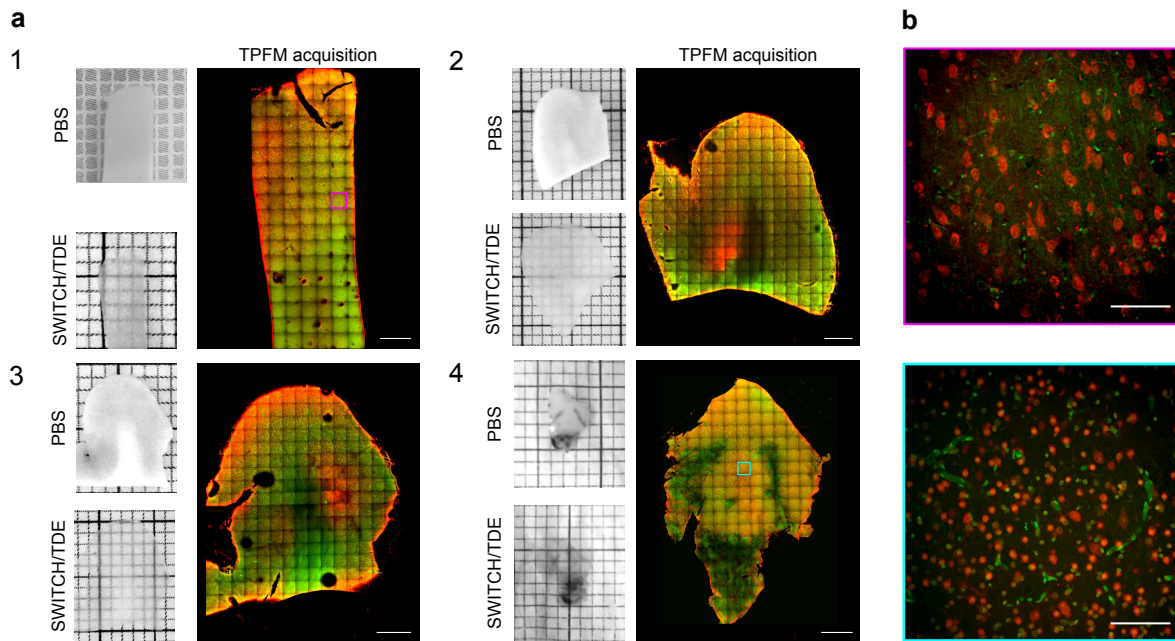 a
b
1
TPFM acquisition
PBS
SWITCH/TDE
2
TPFM acquisition
PBS
SWITCH/TDE
3
PBS
SWITCH/TDE
4
PBS
SWITCH/TDE